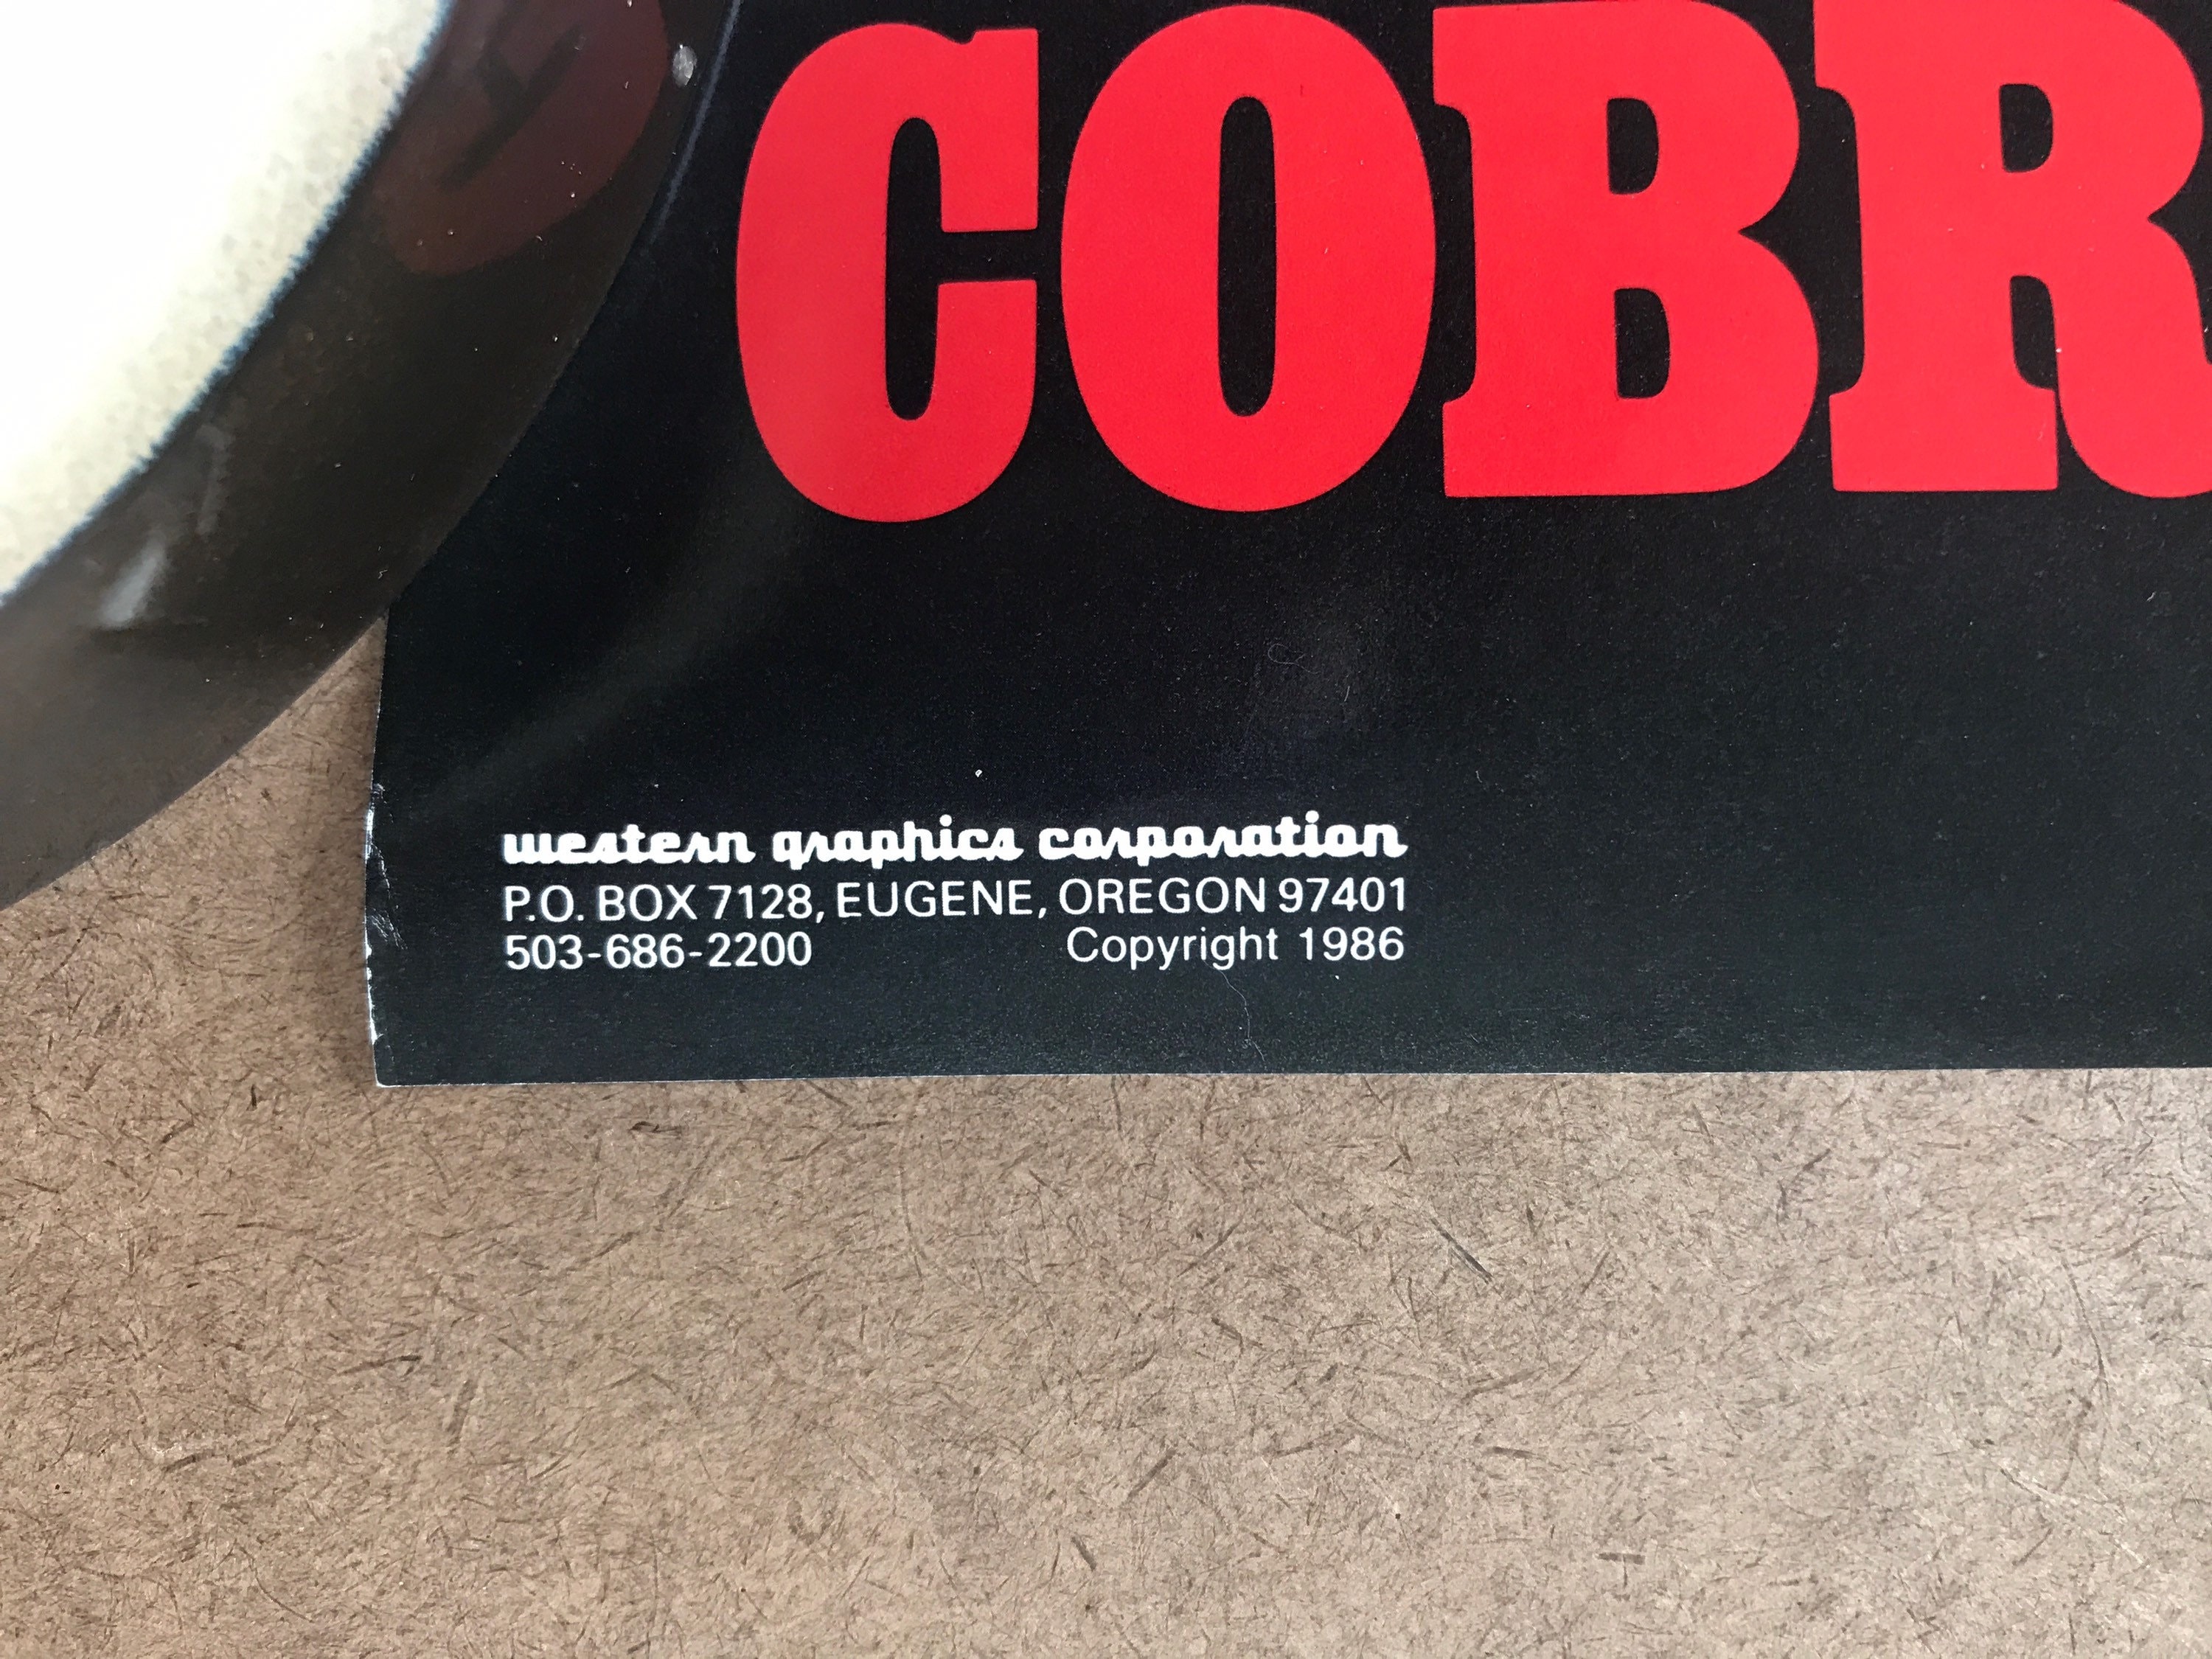 COBR
western graphics corporation
P.O. BOX 7128, EUGENE, OREGON 97401
503-686-2200 Copyright 1986